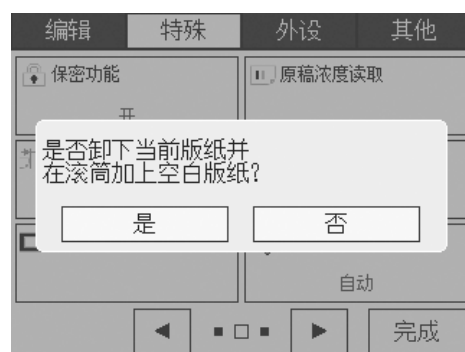 编辑 特殊 外设 其他
保密功能 原稿浓度读取
开
是否卸下当前版纸并
在滚筒加上空白版纸?
是 否
自动
完成